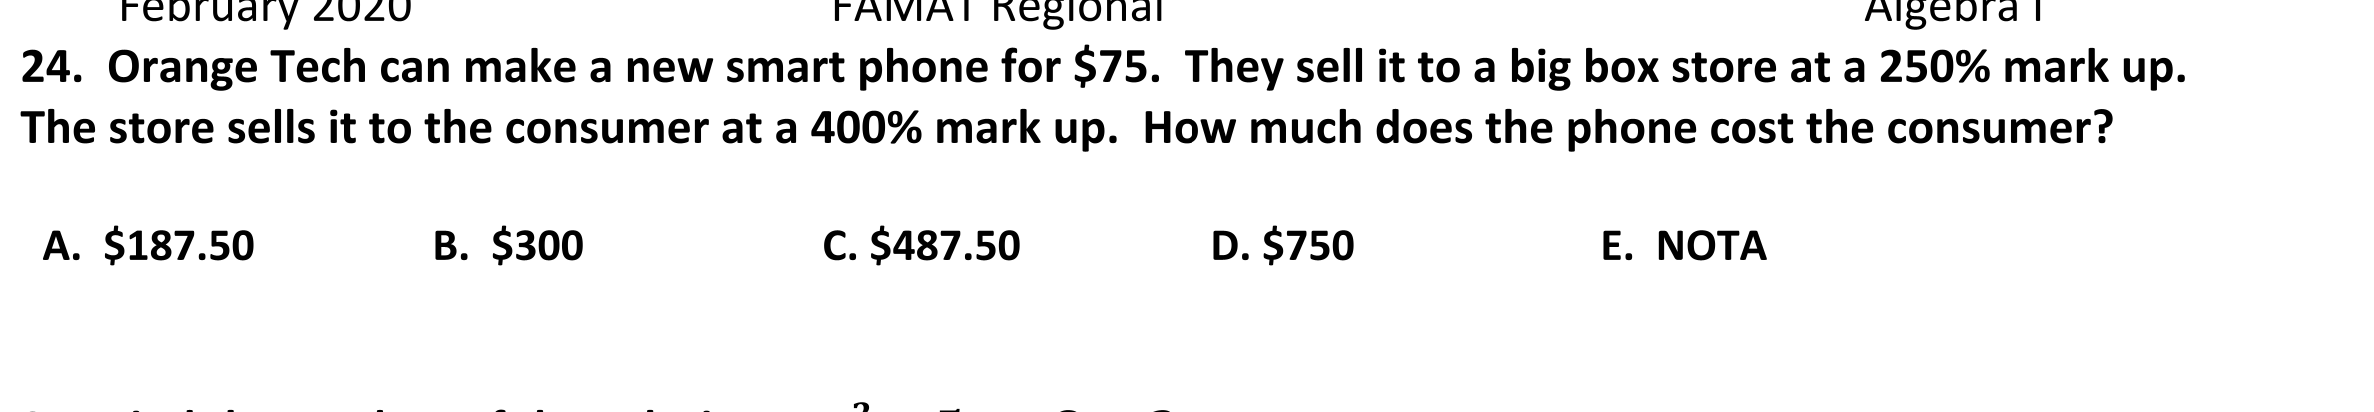 February 2020 FAMAT Regional Algebra I
24. Orange Tech can make a new smart phone for $75. They sell it to a big box store at a 250% mark up.
The store sells it to the consumer at a 400% mark up. How much does the phone cost the consumer?
A. $187.50 B. $300 C. $487.50 D. $750 E. NOTA